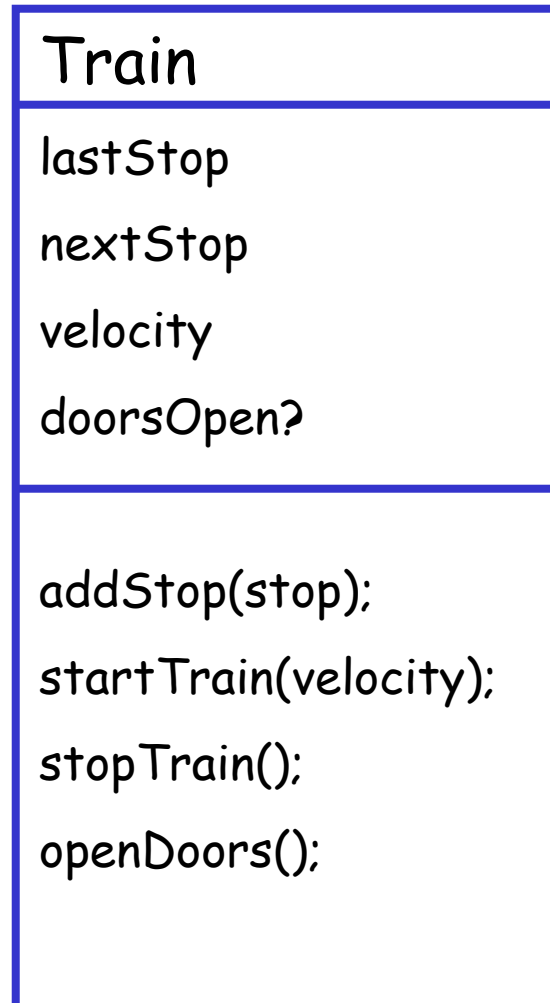 Train
lastStop
nextStop
velocity
doorsOpen?
addStop(stop);
startTrain(velocity);
stopTrain();
openDoors();